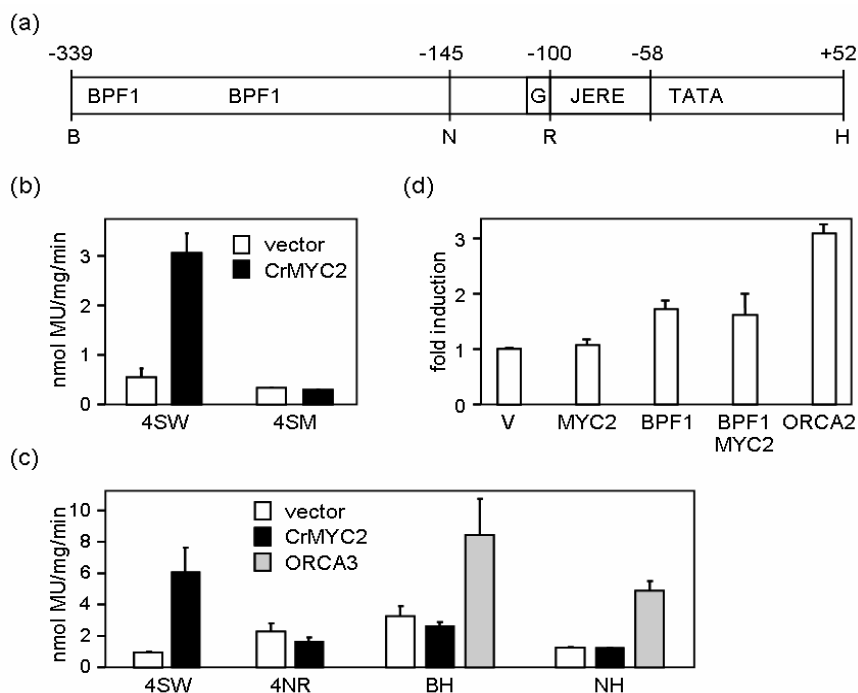 (a)
-339 -145 -100 -58 +52
BPF1 BPF1 G JERE TATA
B N R H
(b)
nmol MU/mg/min
3
2
1
0
vector
CrMYC2
4SW 4SM
(d)
fold induction
3
2
1
0
V MYC2 BPF1 BPF1 ORCA2
MYC2
(c)
nmol MU/mg/min
10
8
6
4
2
0
vector
CrMYC2
ORCA3
4SW 4NR BH NH